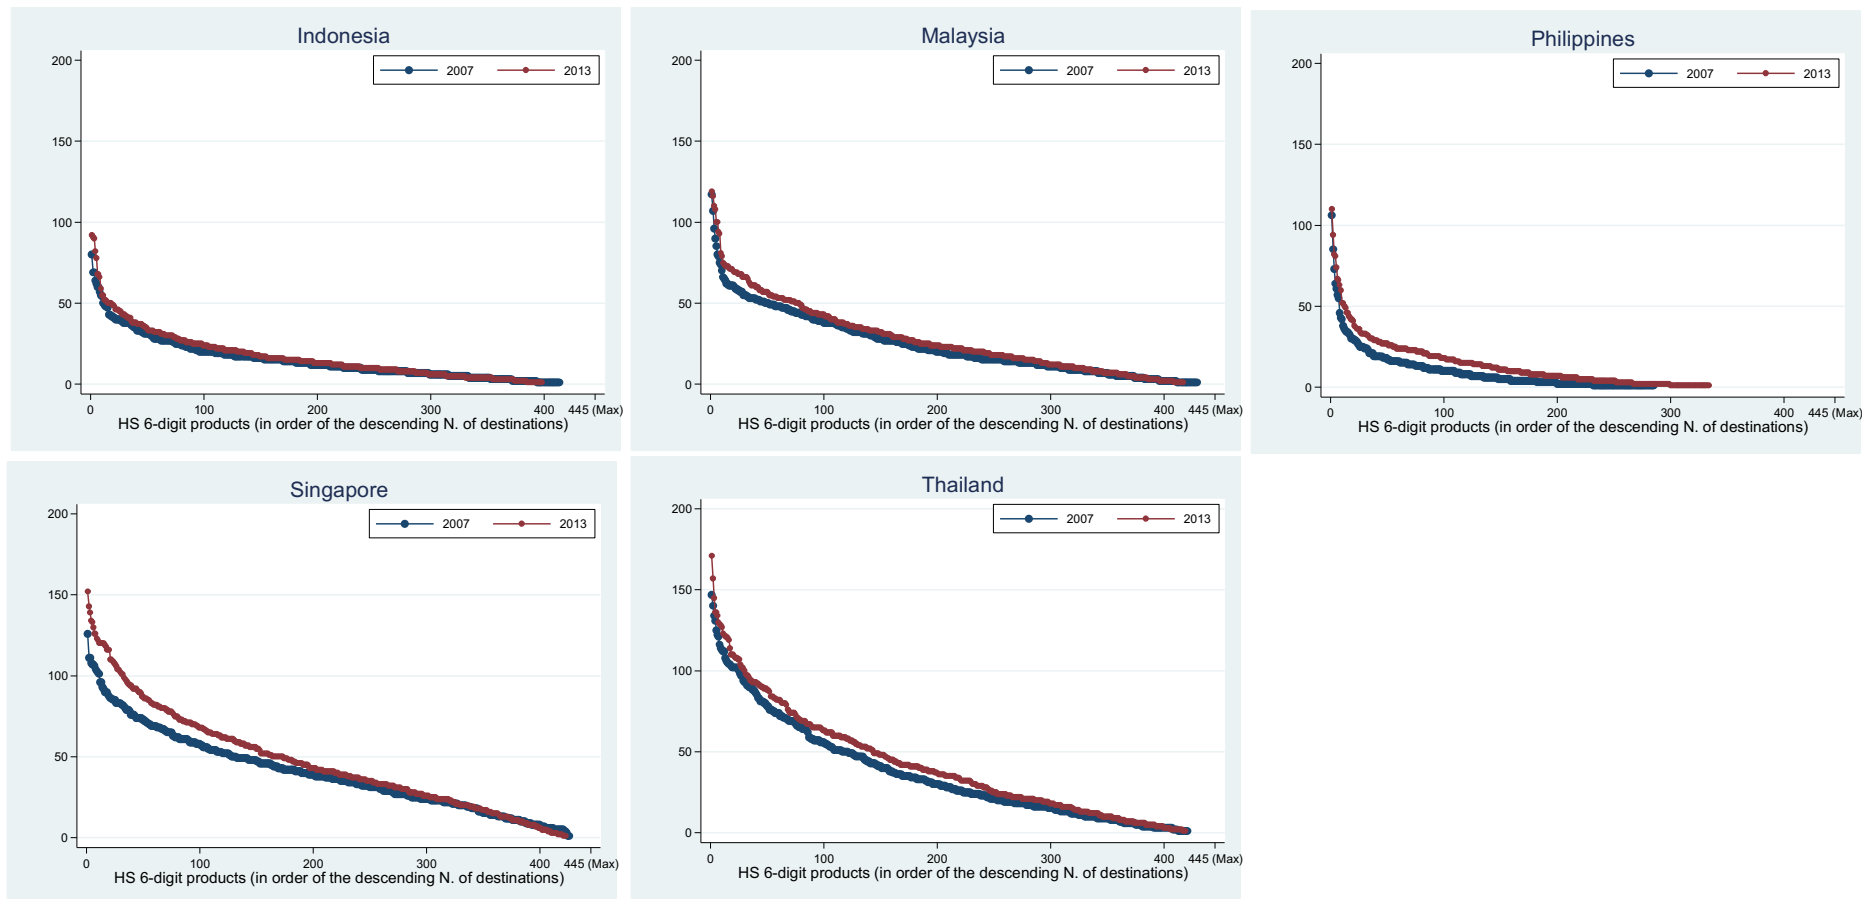 Indonesia
2007 2013
200
150
100
50
0
0 100 200 300 400 445 (Max)
HS 6-digit products (in order of the descending N. of destinations)
Malaysia
2007 2013
200
150
100
50
0
0 100 200 300 400 445 (Max)
HS 6-digit products (in order of the descending N. of destinations)
Philippines
2007 2013
200
150
100
50
0
0 100 200 300 400 445 (Max)
HS 6-digit products (in order of the descending N. of destinations)
Singapore
2007 2013
200
150
100
50
0
0 100 200 300 400 445 (Max)
HS 6-digit products (in order of the descending N. of destinations)
Thailand
2007 2013
200
150
100
50
0
0 100 200 300 400 445 (Max)
HS 6-digit products (in order of the descending N. of destinations)